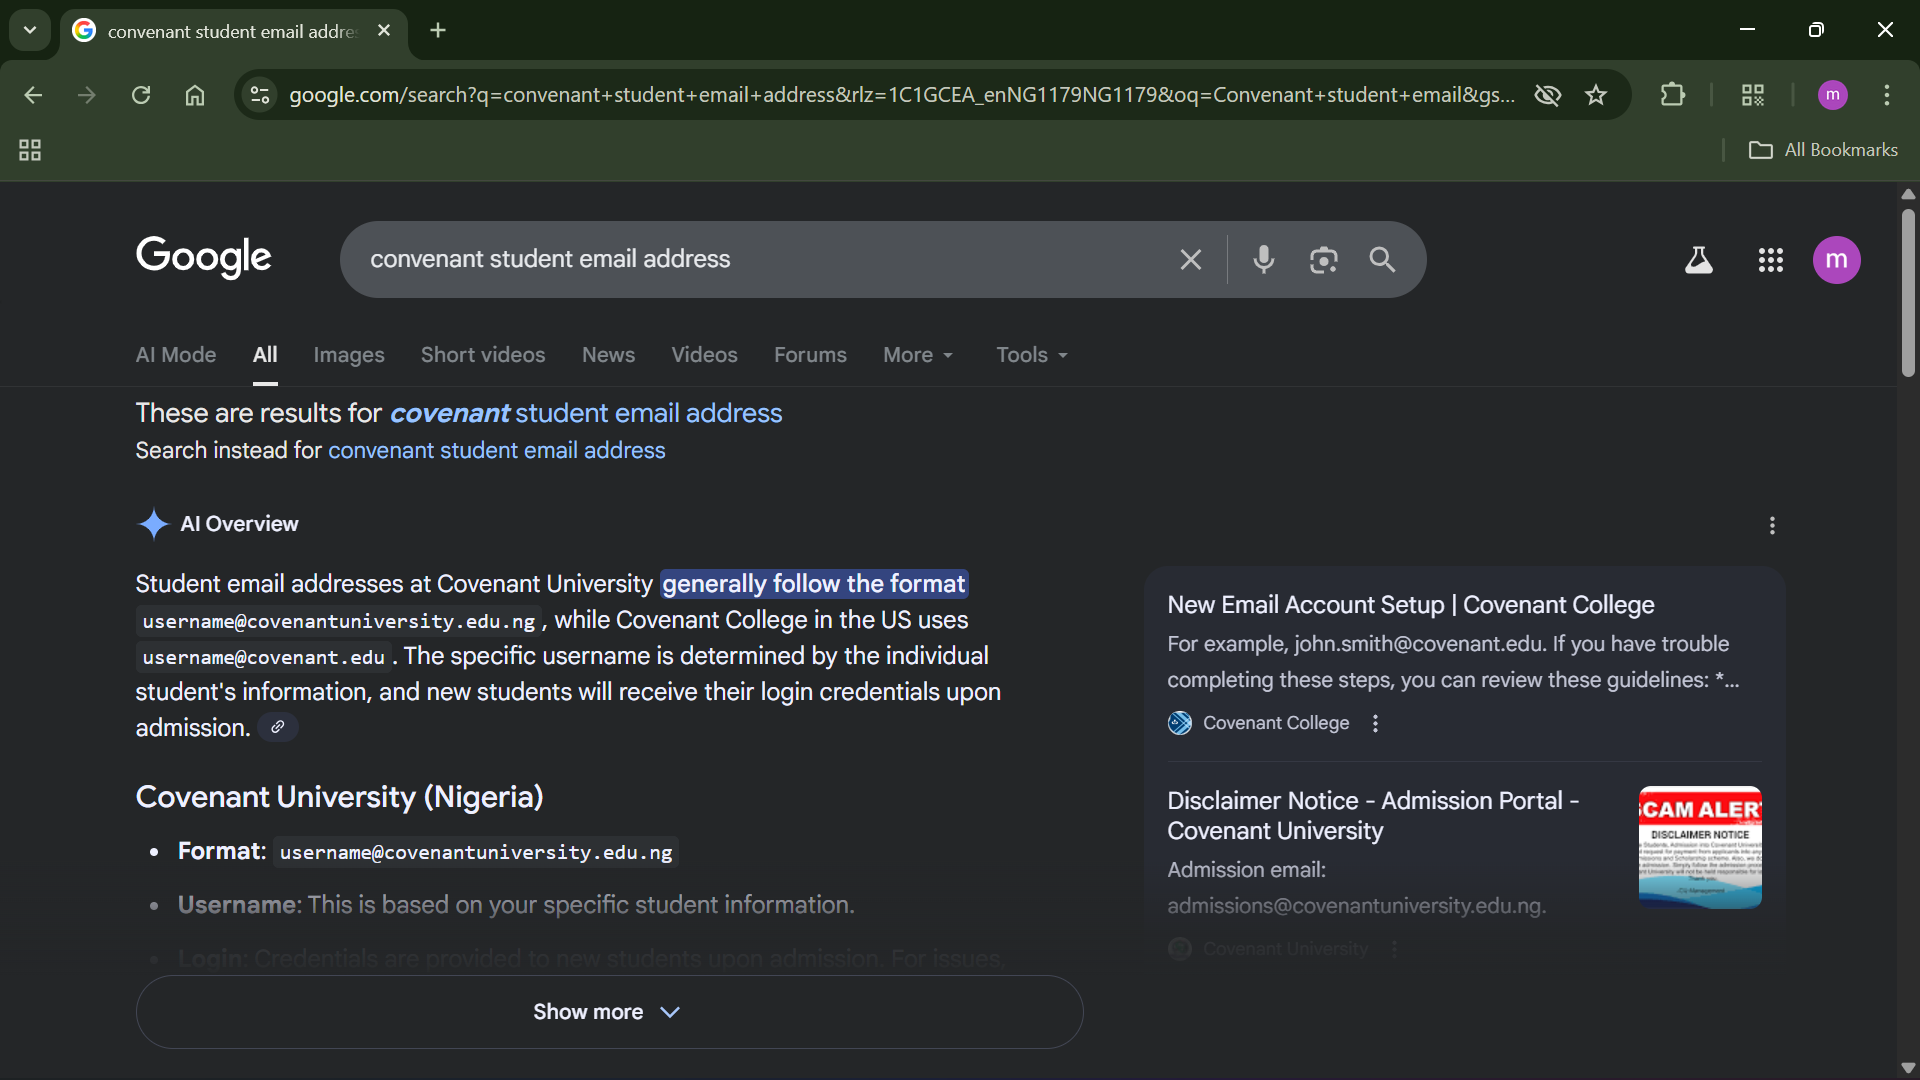 convenant student email addre
google.com/search?q=convenant+student+email+address&rlz=1C1GCEA_enNG1179NG1179&oq=Convenant+student+email&gs...
m
All Bookmarks
Google
convenant student email address
m
AI Mode All Images Short videos News Videos Forums More Tools
These are results for covenant student email address
Search instead for convenant student email address
AI Overview
Student email addresses at Covenant University generally follow the format
username@covenantuniversity.edu.ng , while Covenant College in the US uses
username@covenant.edu . The specific username is determined by the individual
student's information, and new students will receive their login credentials upon
admission.
Covenant University (Nigeria)
• Format: username@covenantuniversity.edu.ng
• Username: This is based on your specific student information.
• Login: Credentials are provided to new students upon admission. For issues,
Show more
New Email Account Setup | Covenant College
For example, john.smith@covenant.edu. If you have trouble
completing these steps, you can review these guidelines: *...
Covenant College
Disclaimer Notice - Admission Portal -
Covenant University
Admission email:
admissions@covenantuniversity.edu.ng.
Covenant University
SCAM ALERT
DISCLAIMER NOTICE